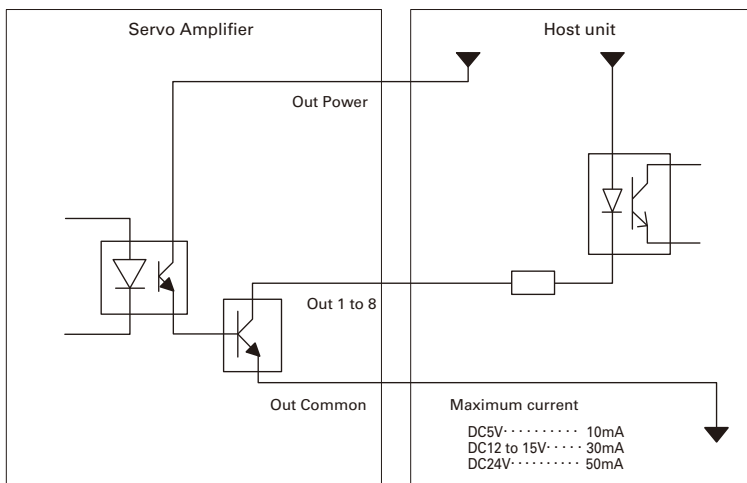 Servo Amplifier
Host unit
Out Power
Out 1 to 8
Out Common
Maximum current
DC5V·········· 10mA
DC12 to 15V····· 30mA
DC24V·········· 50mA